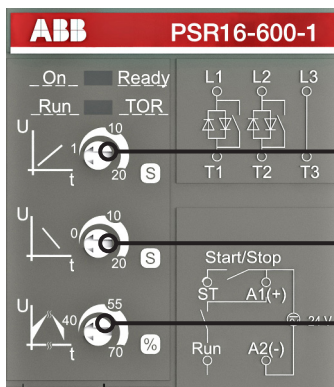 ABB PSR16-600-1
On Ready L1 L2 L3
Run TOR
U 10
1
20 S
t T1 T2 T3
U 10
0
20 S
t
Start/Stop
ST A1(+)
U 55
40
24 V
70 %
t
Run A2(-)